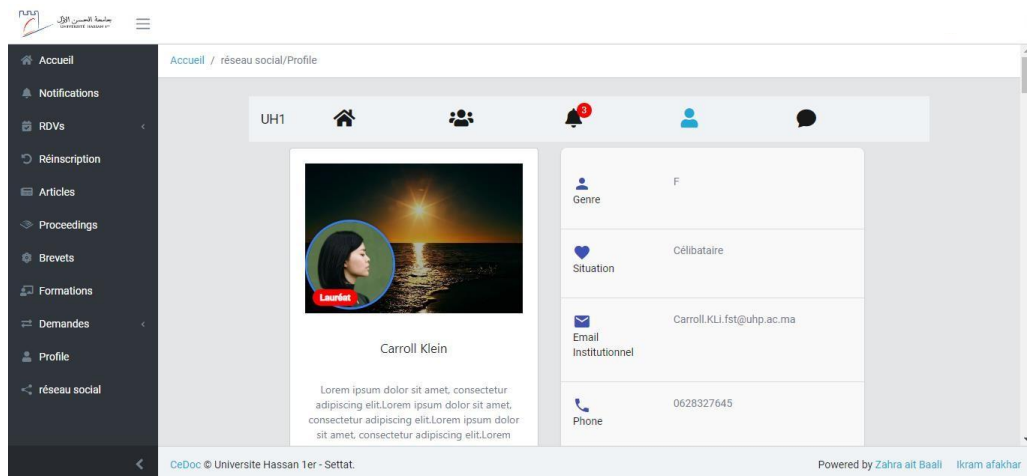 جامعة الحسن الأول
UNIVERSITÉ HASSAN 1er
Accueil
Notifications
RDVs
Réinscription
Articles
Proceedings
Brevets
Formations
Demandes
Profile
réseau social
Accueil / réseau social/Profile
UH1
3
Lauréat
Carroll Klein
Lorem ipsum dolor sit amet, consectetur
adipiscing elit.Lorem ipsum dolor sit amet,
consectetur adipiscing elit.Lorem ipsum dolor
sit amet, consectetur adipiscing elit.Lorem
Genre
F
Situation
Célibataire
Email
Institutionnel
Carroll.KLi.fst@uhp.ac.ma
Phone
0628327645
CeDoc © Universite Hassan 1er - Settat.
Powered by Zahra ait Baali Ikram afakhar